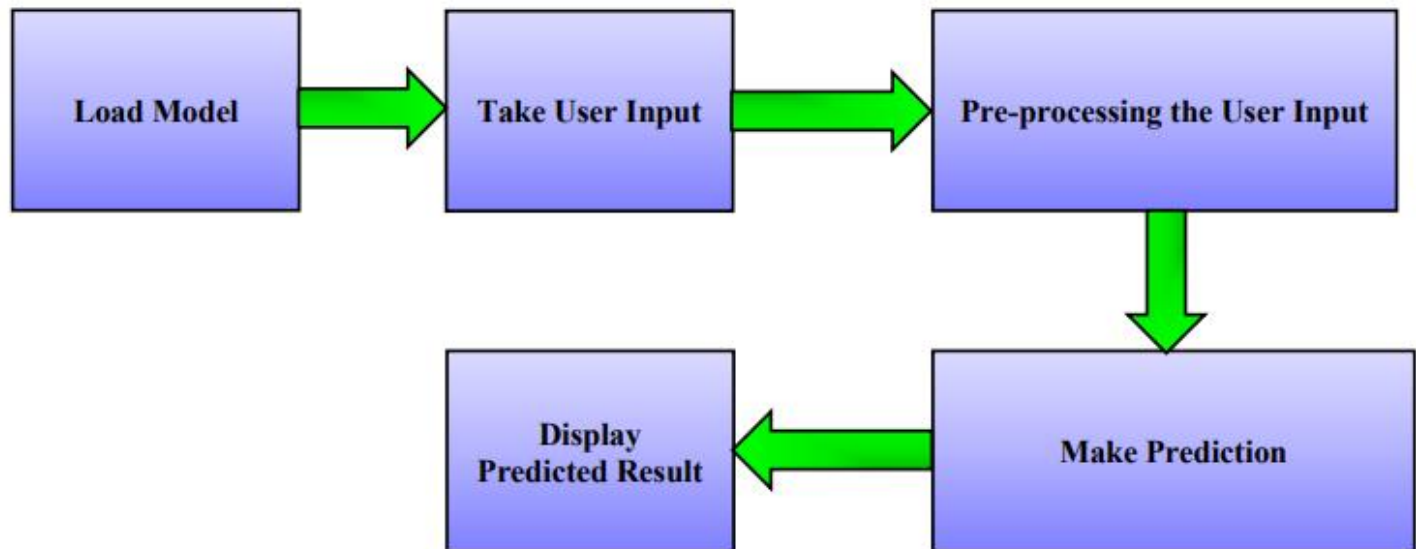 Load Model
Take User Input
Pre-processing the User Input
Make Prediction
Display
Predicted Result